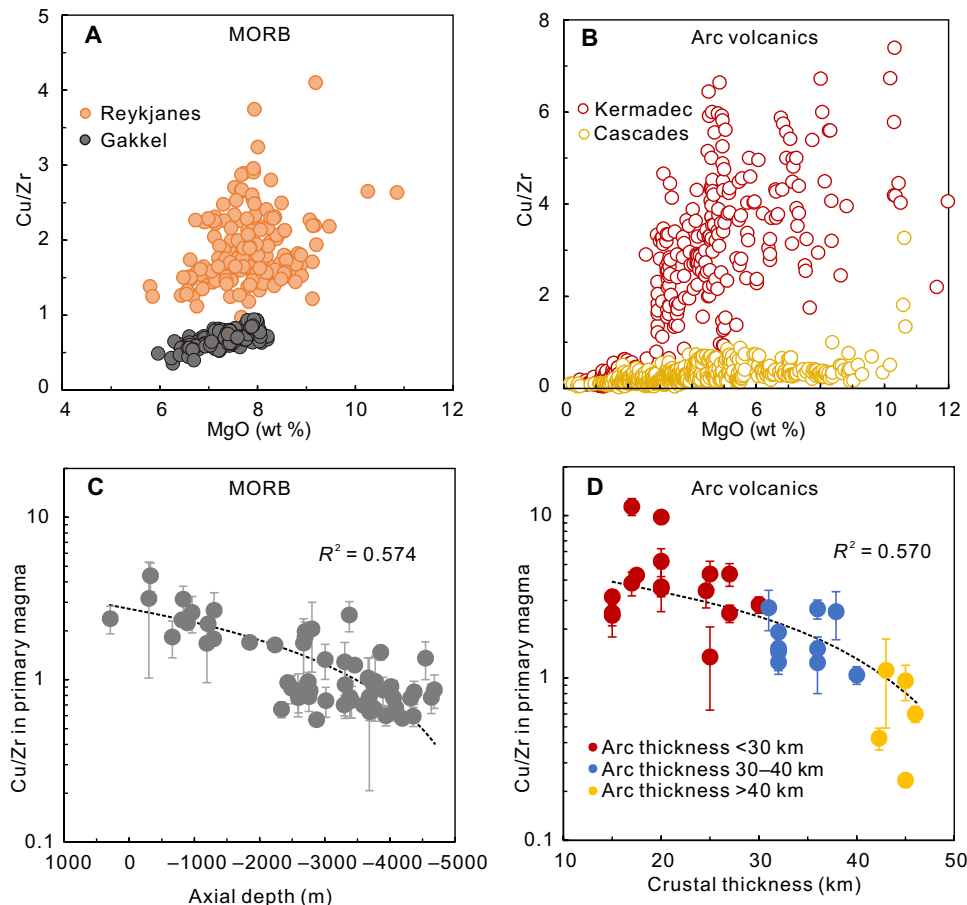 A
MORB
5
4
3
2
1
0
Cu/Zr
Reykjanes
Gakkel
4
6
8
10
12
MgO (wt %)
B
Arc volcanics
8
6
4
2
0
Cu/Zr
Kermadec
Cascades
0
2
4
6
8
10
12
MgO (wt %)
C
MORB
10
1
0.1
Cu/Zr in primary magma
R² = 0.574
1000
0
–1000
–2000
–3000
–4000
–5000
Axial depth (m)
D
Arc volcanics
10
1
0.1
Cu/Zr in primary magma
R² = 0.570
Arc thickness <30 km
Arc thickness 30–40 km
Arc thickness >40 km
10
20
30
40
50
Crustal thickness (km)